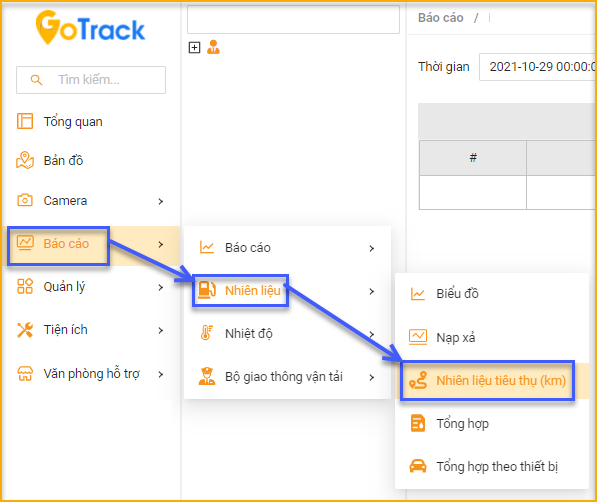 GoTrack
Tìm kiếm...
Tổng quan
Bản đồ
Camera
Báo cáo
Quản lý
Tiện ích
Văn phòng hỗ trợ
Báo cáo
Nhiên liệu
Nhiệt độ
Bộ giao thông vận tải
Biểu đồ
Nạp xả
Nhiên liệu tiêu thụ (km)
Tổng hợp
Tổng hợp theo thiết bị
Báo cáo /
Thời gian 2021-10-29 00:00:0
#